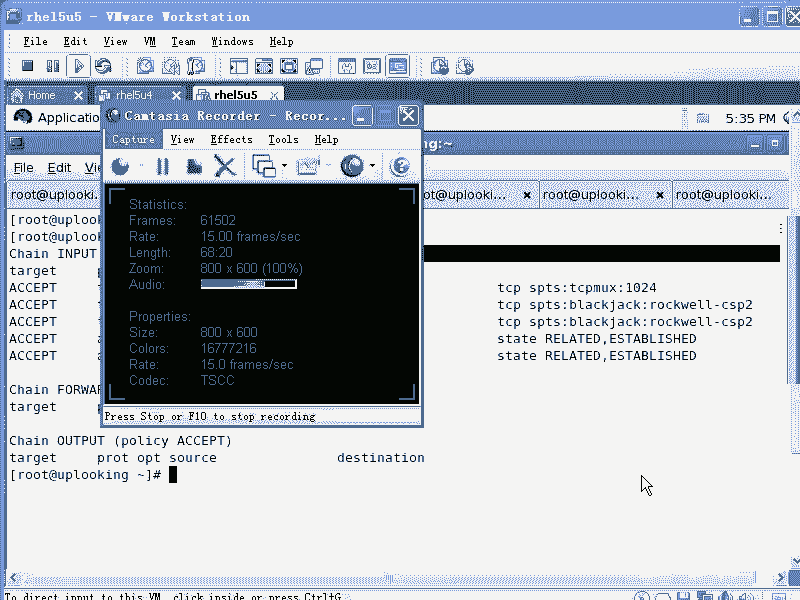 rhel5u5 - VMware Workstation
File Edit View VM Team Windows Help
Home rhel5u4 rhel5u5
Applicatio 5:35 PM
Camtasia Recorder - Recor...
Capture View Effects Tools Help
ng:~
File Edit Vi
root@uplooki. ot@uplooki... root@uplooki... root@uplooki...
Statistics:
Frames: 61502
Rate: 15.00 frames/sec
Length: 68:20
Zoom: 800 x 600 (100%)
Audio:
Properties:
Size: 800 x 600
Colors: 16777216
Rate: 15.0 frames/sec
Codec: TSCC
Press Stop or F10 to stop recording
[root@uplook
[root@uplook
Chain INPUT
target p
ACCEPT t tcp spts:tcpmux:1024
ACCEPT t tcp spts:blackjack:rockwell-csp2
ACCEPT tcp spts:blackjack:rockwell-csp2
ACCEPT a state RELATED,ESTABLISHED
ACCEPT a state RELATED,ESTABLISHED
Chain FORWA
target p
Chain OUTPUT (policy ACCEPT)
target prot opt source destination
[root@uplooking ~]#
To direct input to this VM, click inside or press Ctrl+G.